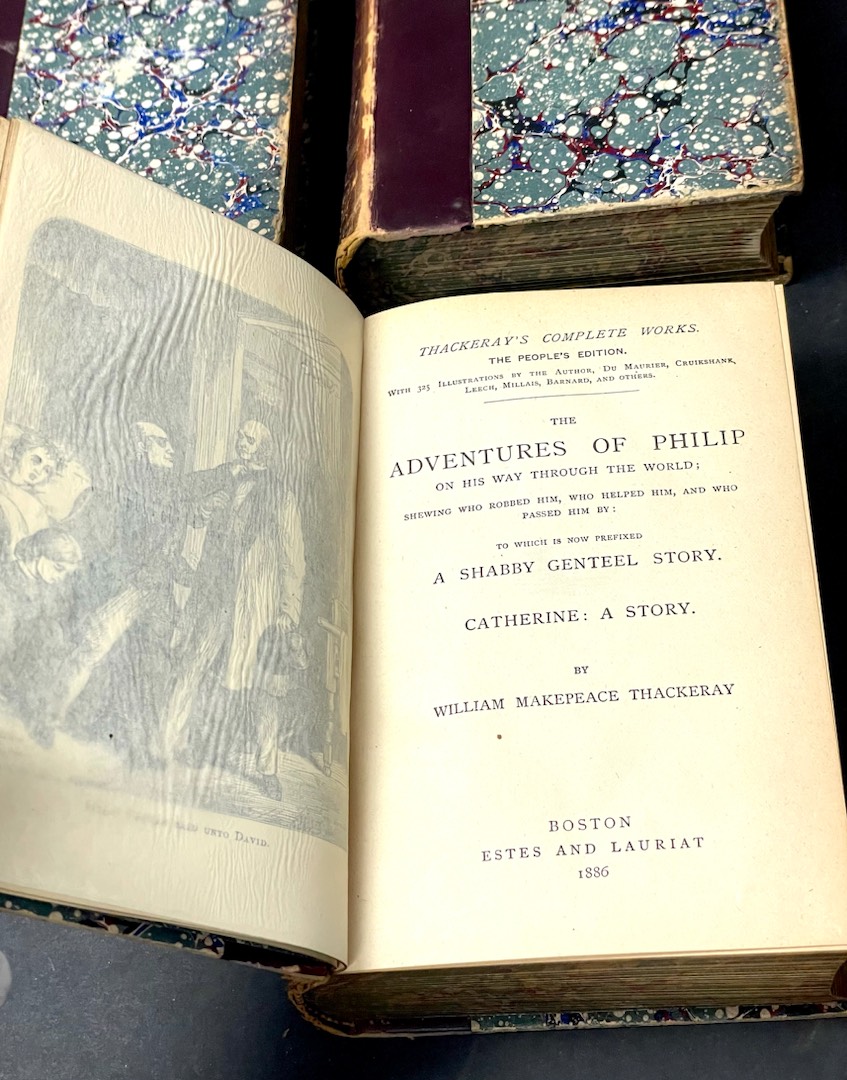 said unto David.
Thackeray's Complete Works.
The People's Edition.
With 325 Illustrations by the Author, Du Maurier, Cruikshank,
Leech, Millais, Barnard, and others.
THE
ADVENTURES OF PHILIP
ON HIS WAY THROUGH THE WORLD;
SHEWING WHO ROBBED HIM, WHO HELPED HIM, AND WHO
PASSED HIM BY:
TO WHICH IS NOW PREFIXED
A SHABBY GENTEEL STORY.
CATHERINE: A STORY.
BY
WILLIAM MAKEPEACE THACKERAY
BOSTON
ESTES AND LAURIAT
1886